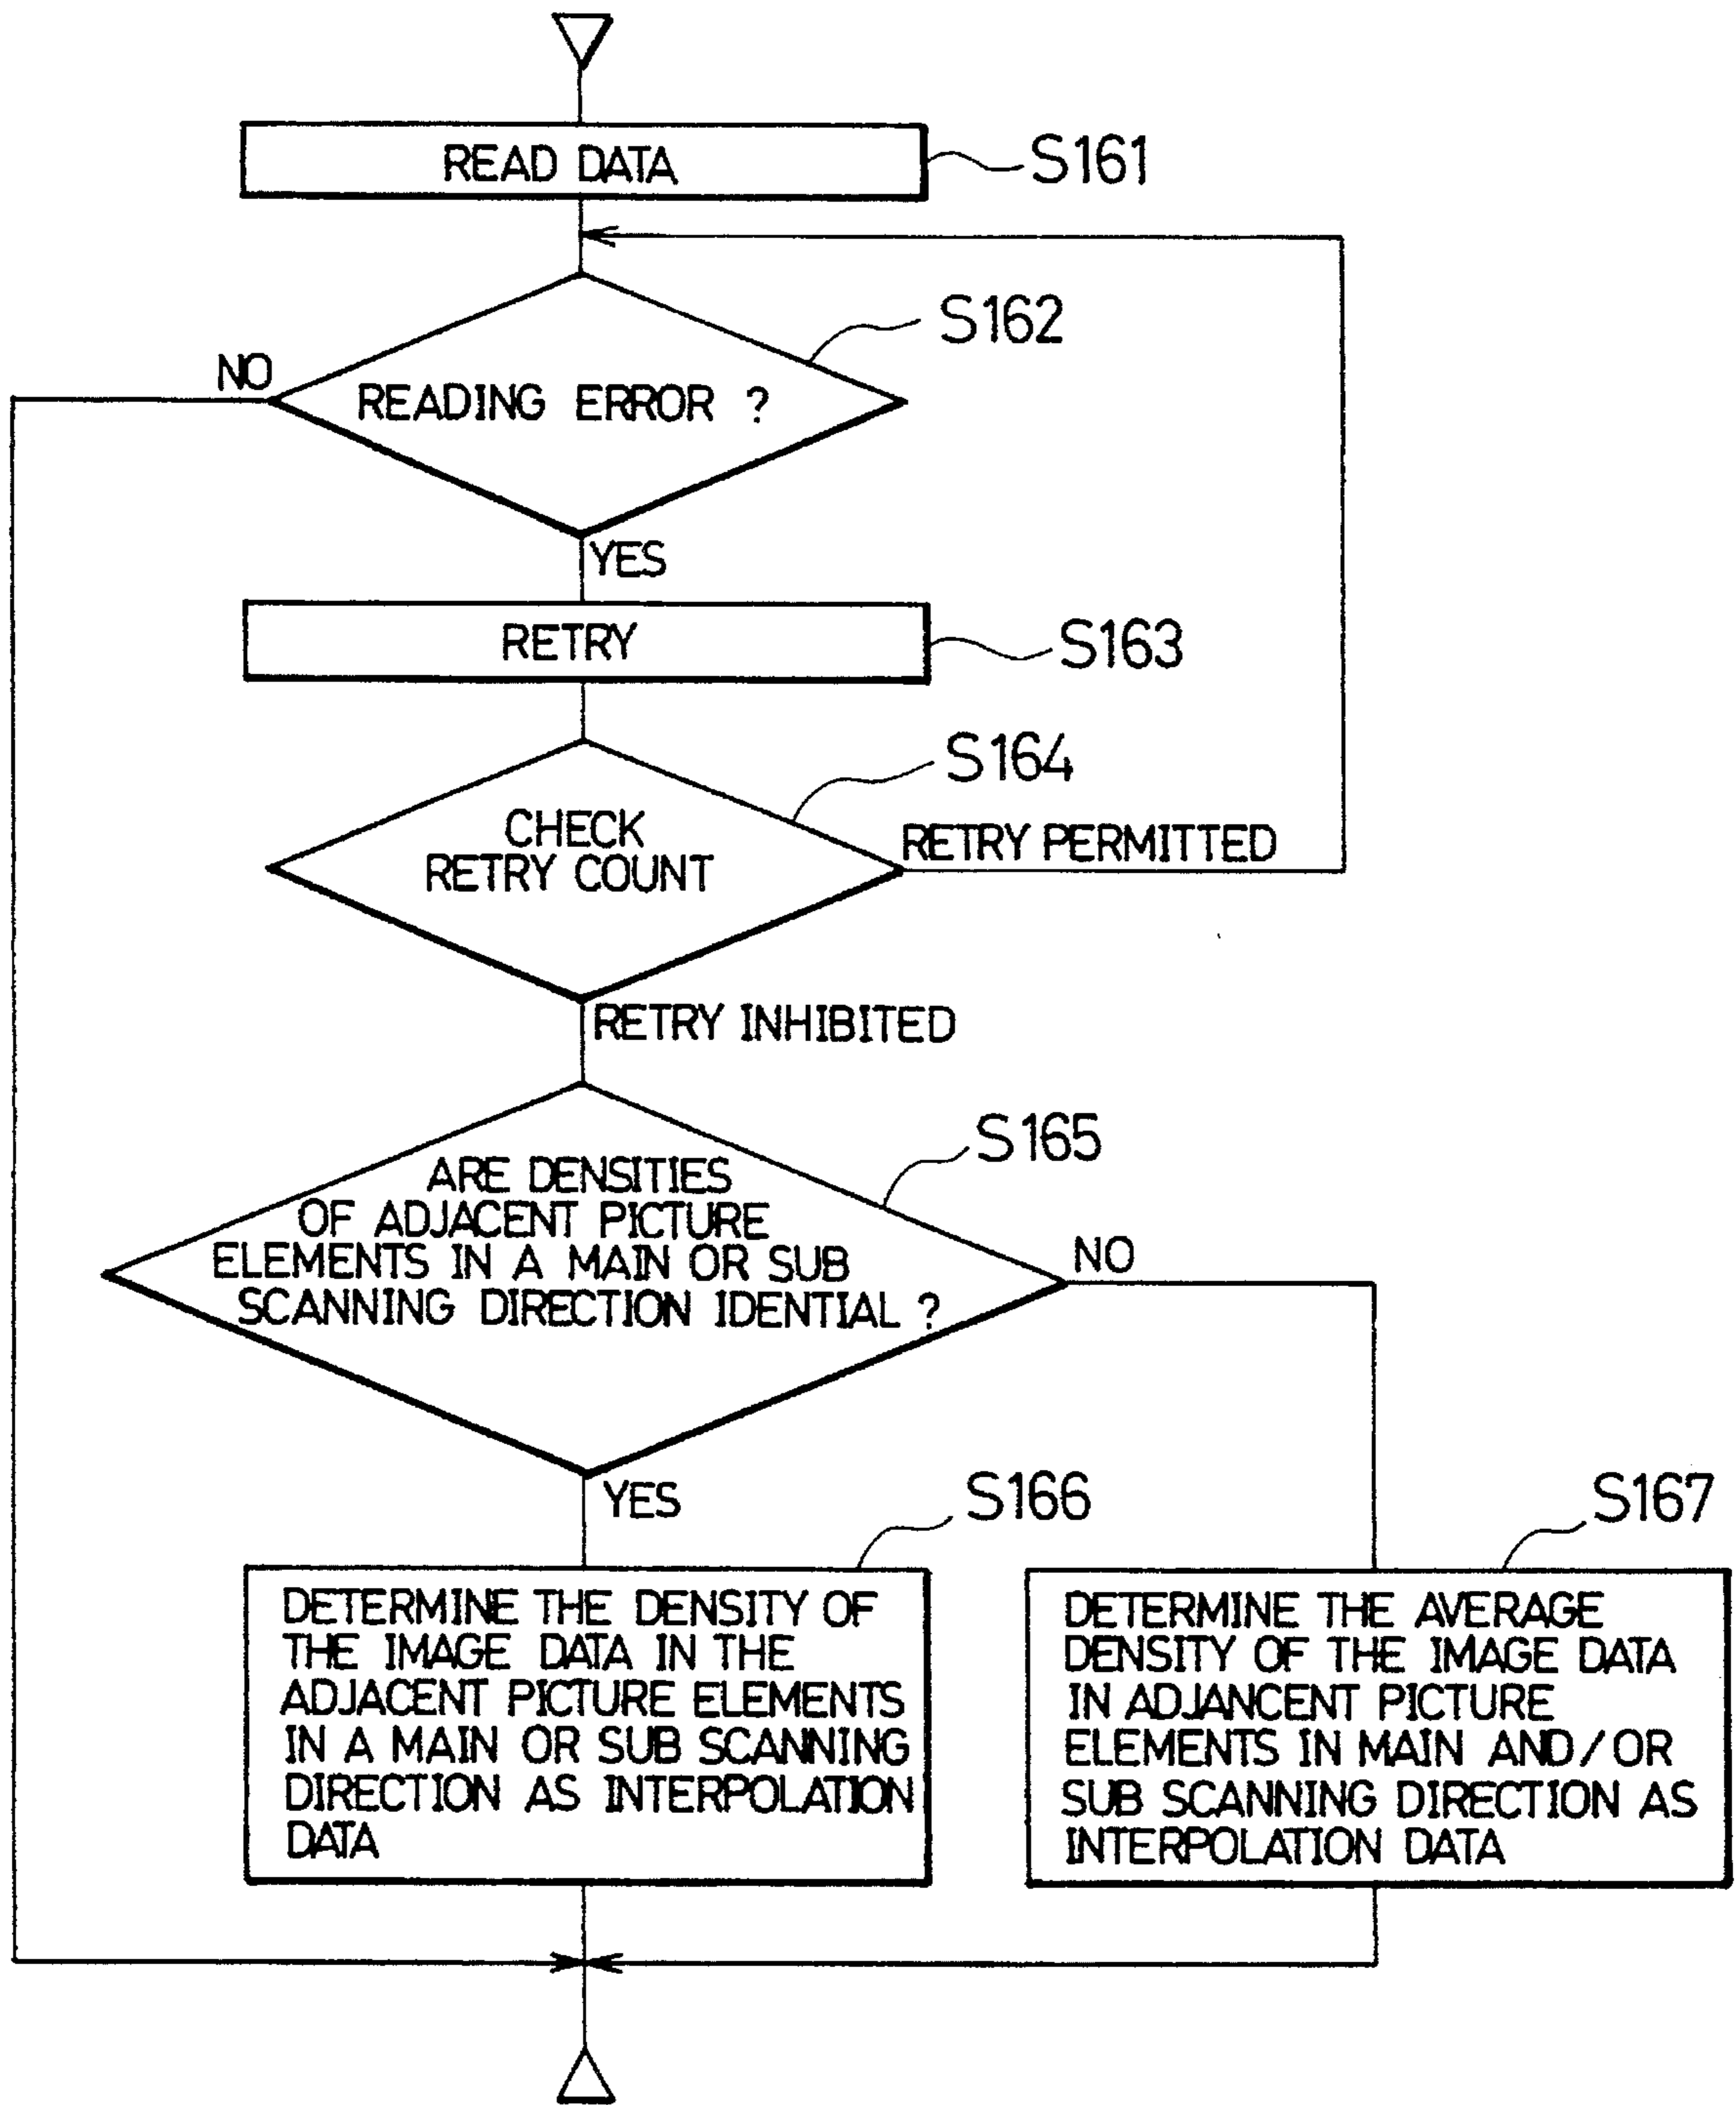 READ DATA
S161
S162
NO
READING ERROR ?
YES
RETRY
S163
S164
CHECK
RETRY COUNT
RETRY PERMITTED
RETRY INHIBITED
S165
ARE DENSITIES
OF ADJACENT PICTURE
ELEMENTS IN A MAIN OR SUB
SCANNING DIRECTION IDENTIAL ?
NO
YES
S166
S167
DETERMINE THE DENSITY OF
THE IMAGE DATA IN THE
ADJACENT PICTURE ELEMENTS
IN A MAIN OR SUB SCANNING
DIRECTION AS INTERPOLATION
DATA
DETERMINE THE AVERAGE
DENSITY OF THE IMAGE DATA
IN ADJANCENT PICTURE
ELEMENTS IN MAIN AND/OR
SUB SCANNING DIRECTION AS
INTERPOLATION DATA